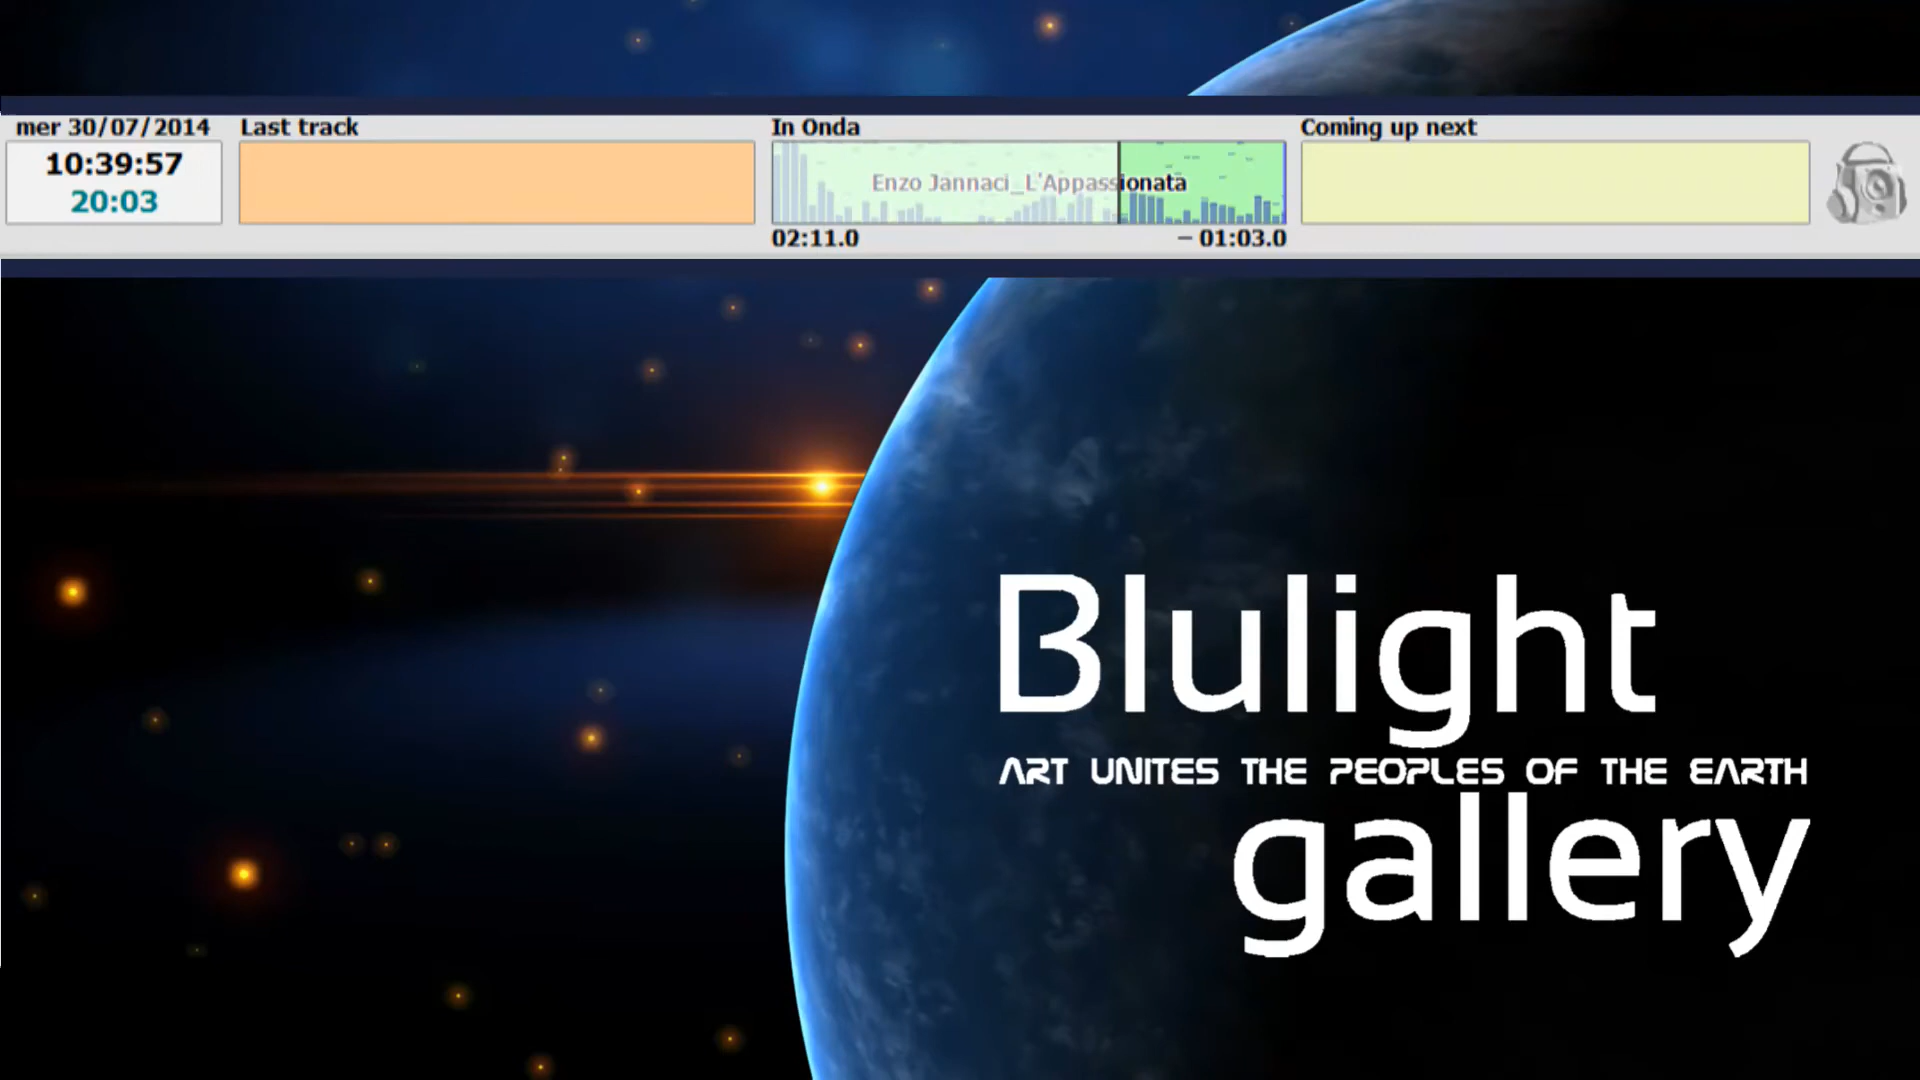 mer 30/07/2014
10:39:57
20:03
Last track
In Onda
Enzo Jannaci_L'Appassionata
02:11.0
– 01:03.0
Coming up next
Blulight
ART UNITES THE PEOPLES OF THE EARTH
gallery